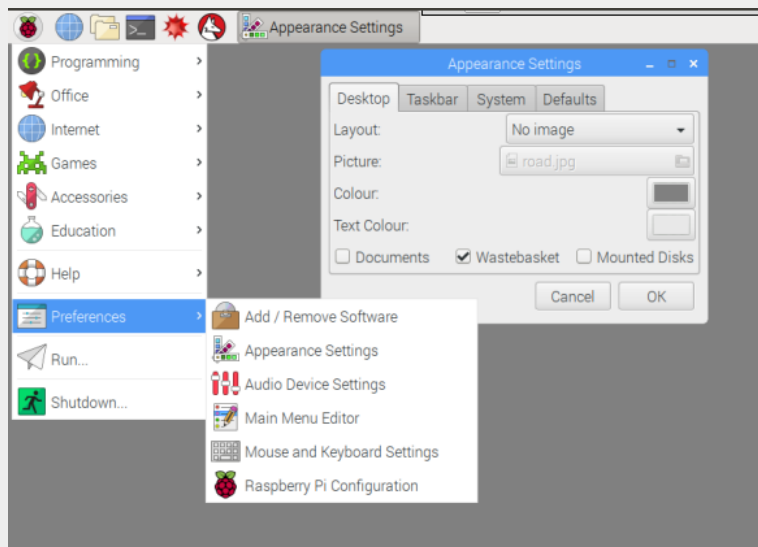 Appearance Settings
Programming
Office
Internet
Games
Accessories
Education
Help
Preferences
Run...
Shutdown...
Add / Remove Software
Appearance Settings
Audio Device Settings
Main Menu Editor
Mouse and Keyboard Settings
Raspberry Pi Configuration
Appearance Settings
Desktop Taskbar System Defaults
Layout: No image
Picture: road.jpg
Colour:
Text Colour:
Documents Wastebasket Mounted Disks
Cancel OK